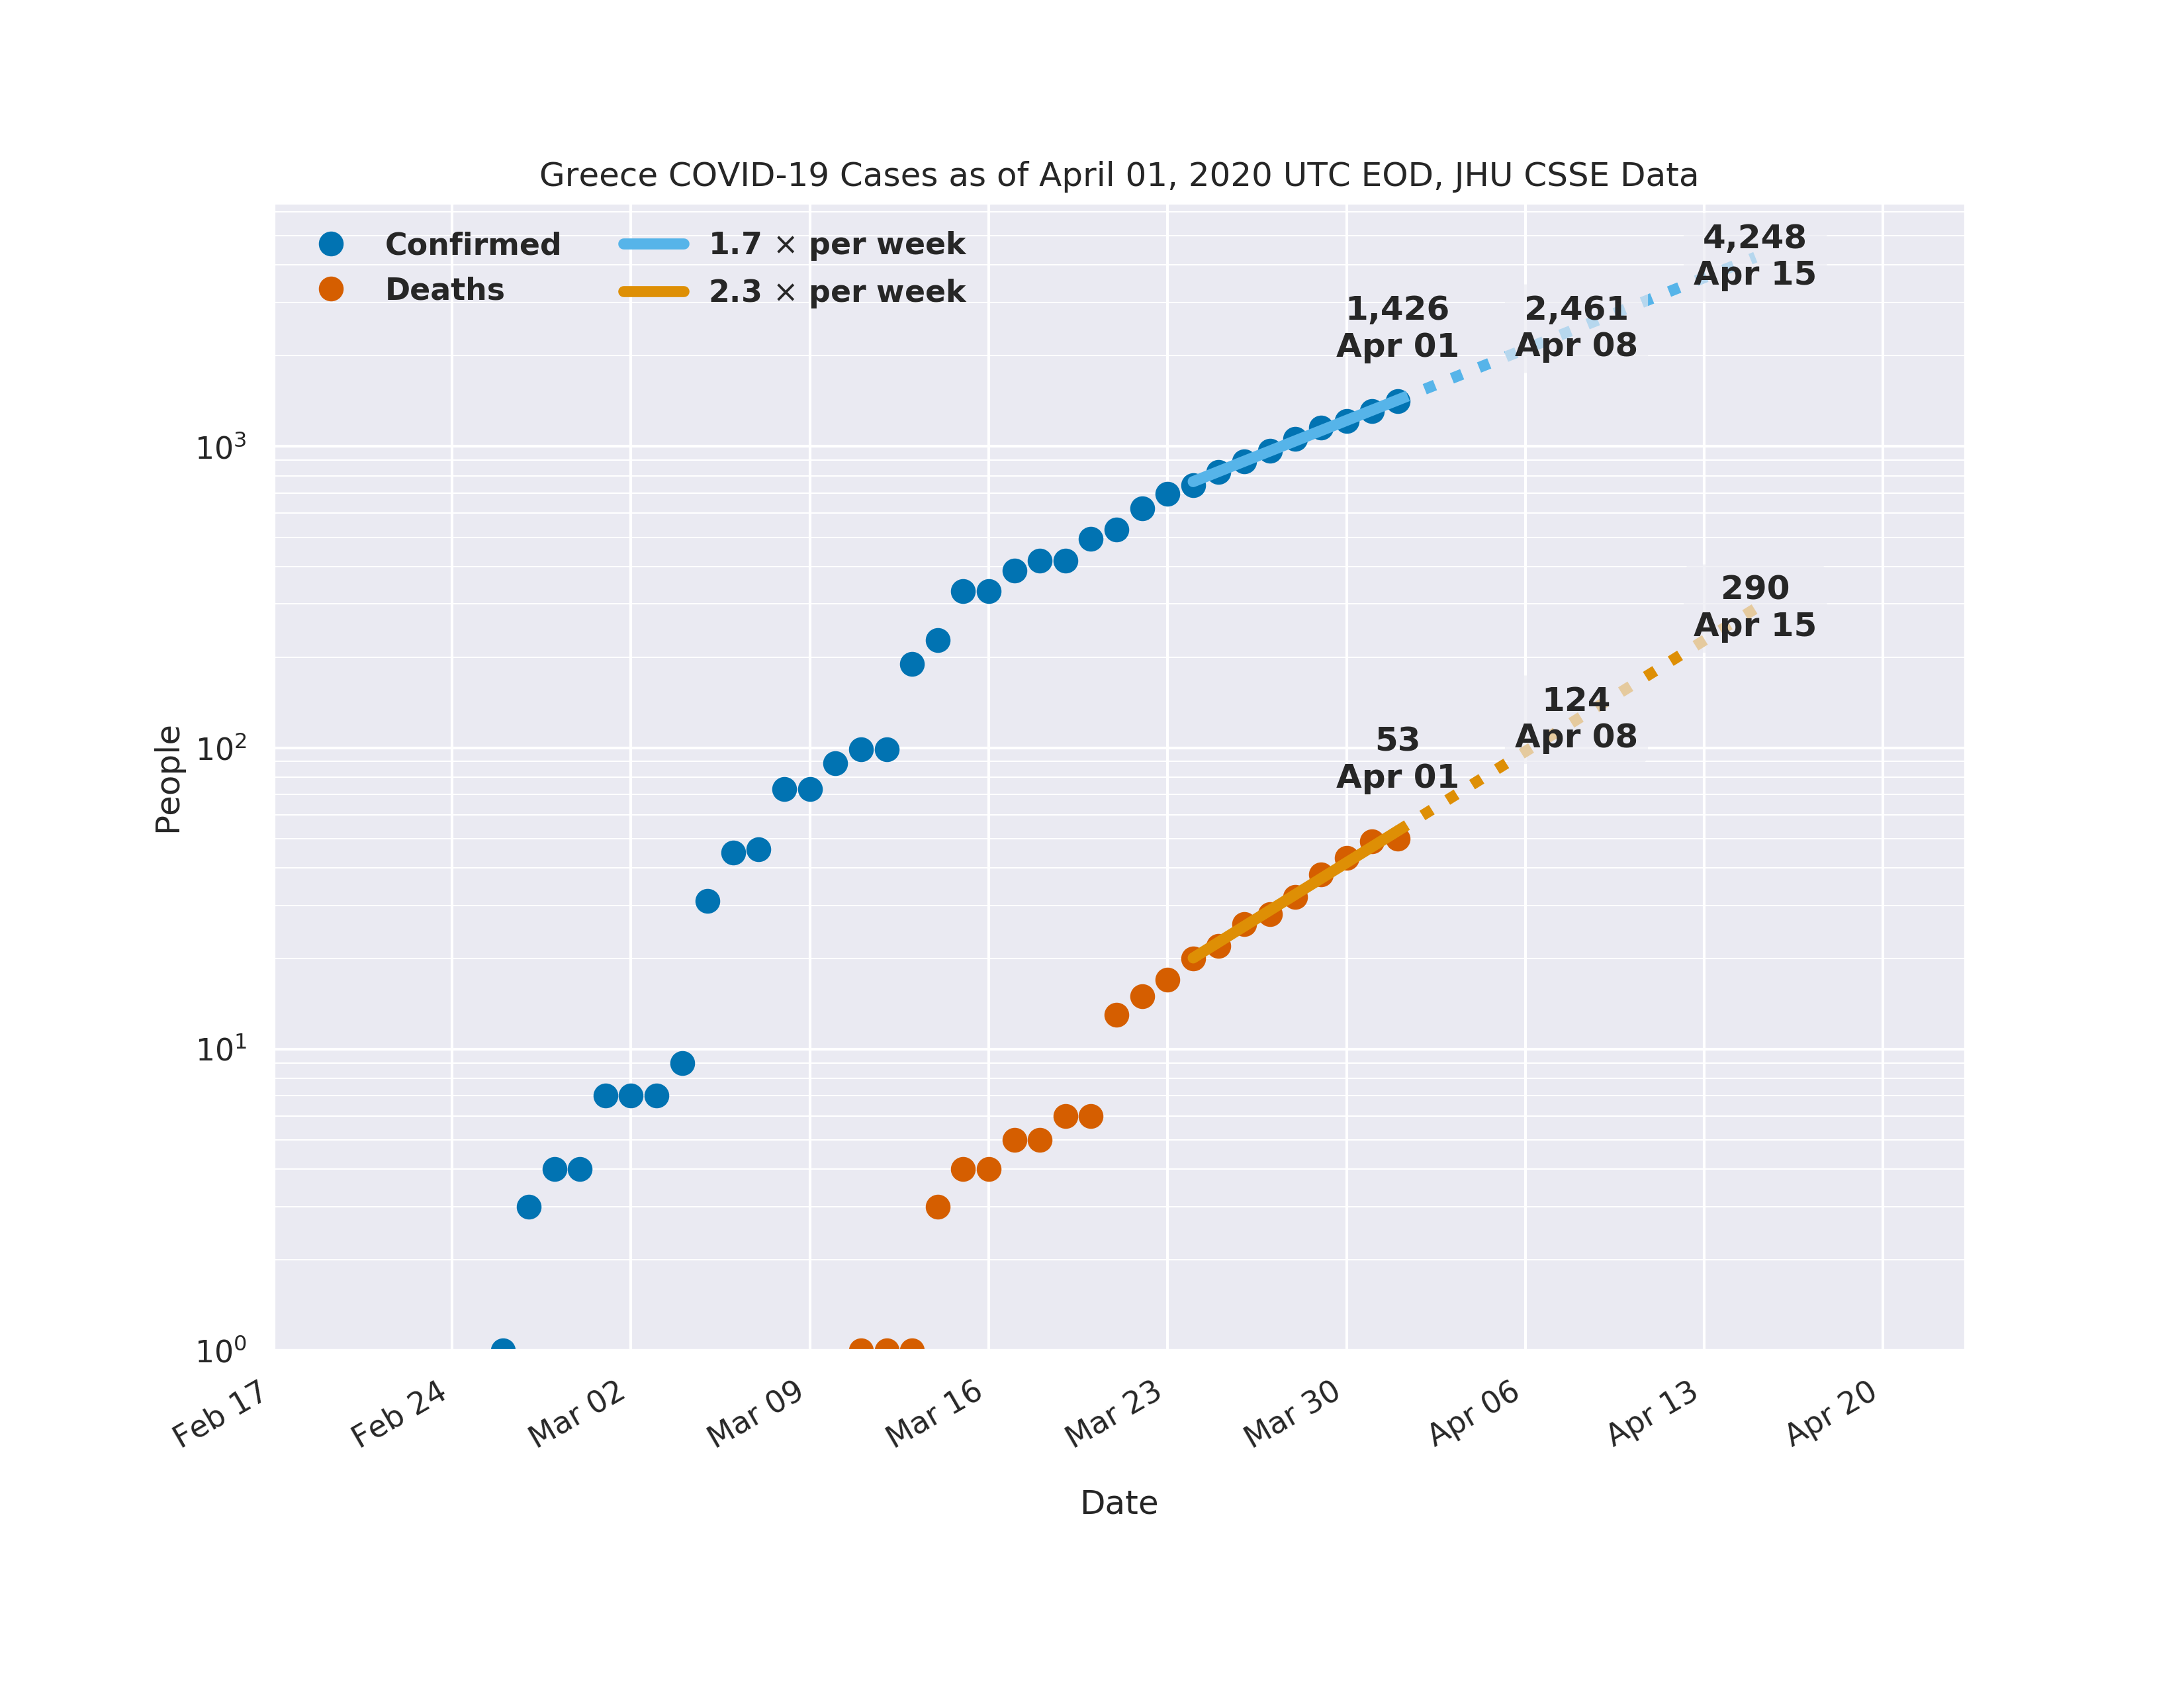 Greece COVID-19 Cases as of April 01, 2020 UTC EOD, JHU CSSE Data
Confirmed
Deaths
1.7 × per week
2.3 × per week
4,248
Apr 15
1,426
Apr 01
2,461
Apr 08
290
Apr 15
124
Apr 08
53
Apr 01
People
10³
10²
10¹
10⁰
Feb 17
Feb 24
Mar 02
Mar 09
Mar 16
Mar 23
Mar 30
Apr 06
Apr 13
Apr 20
Date